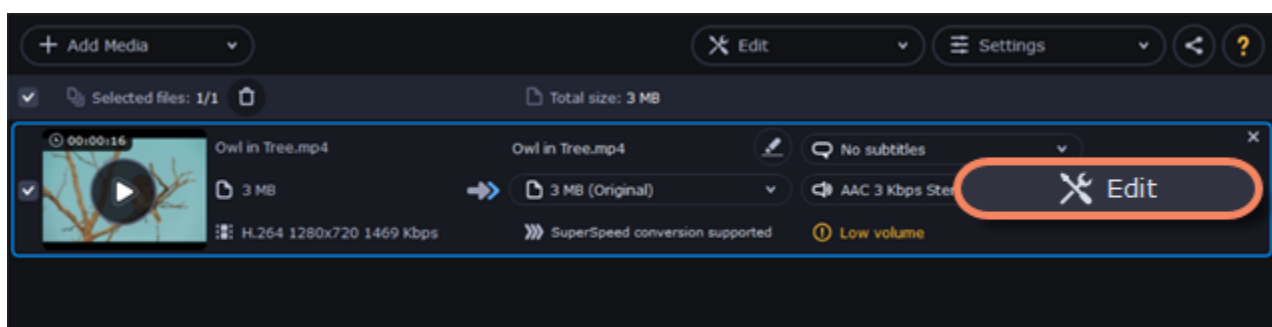 Add Media
Edit
Settings
?
Selected files: 1/1
Total size: 3 MB
00:00:16
Owl in Tree.mp4
Owl in Tree.mp4
No subtitles
3 MB
3 MB (Original)
AAC 3 Kbps Ster
Edit
H.264 1280x720 1469 Kbps
SuperSpeed conversion supported
Low volume